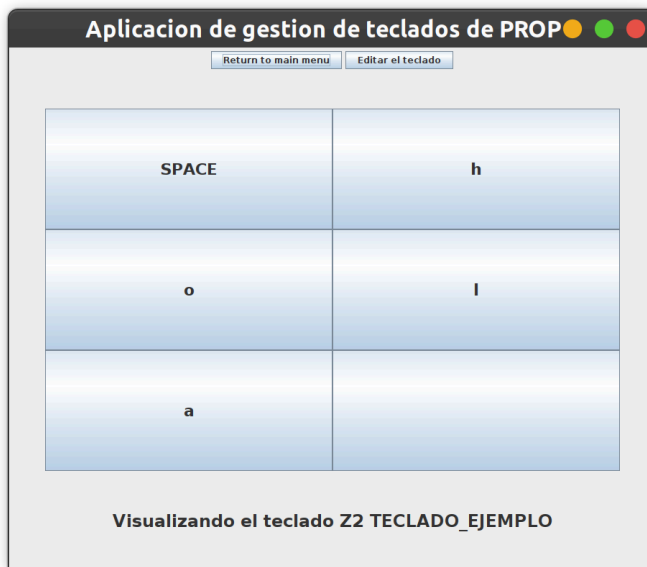 Aplicacion de gestion de teclados de PROP
Return to main menu Editar el teclado
SPACE h
o l
a
Visualizando el teclado Z2 TECLADO_EJEMPLO